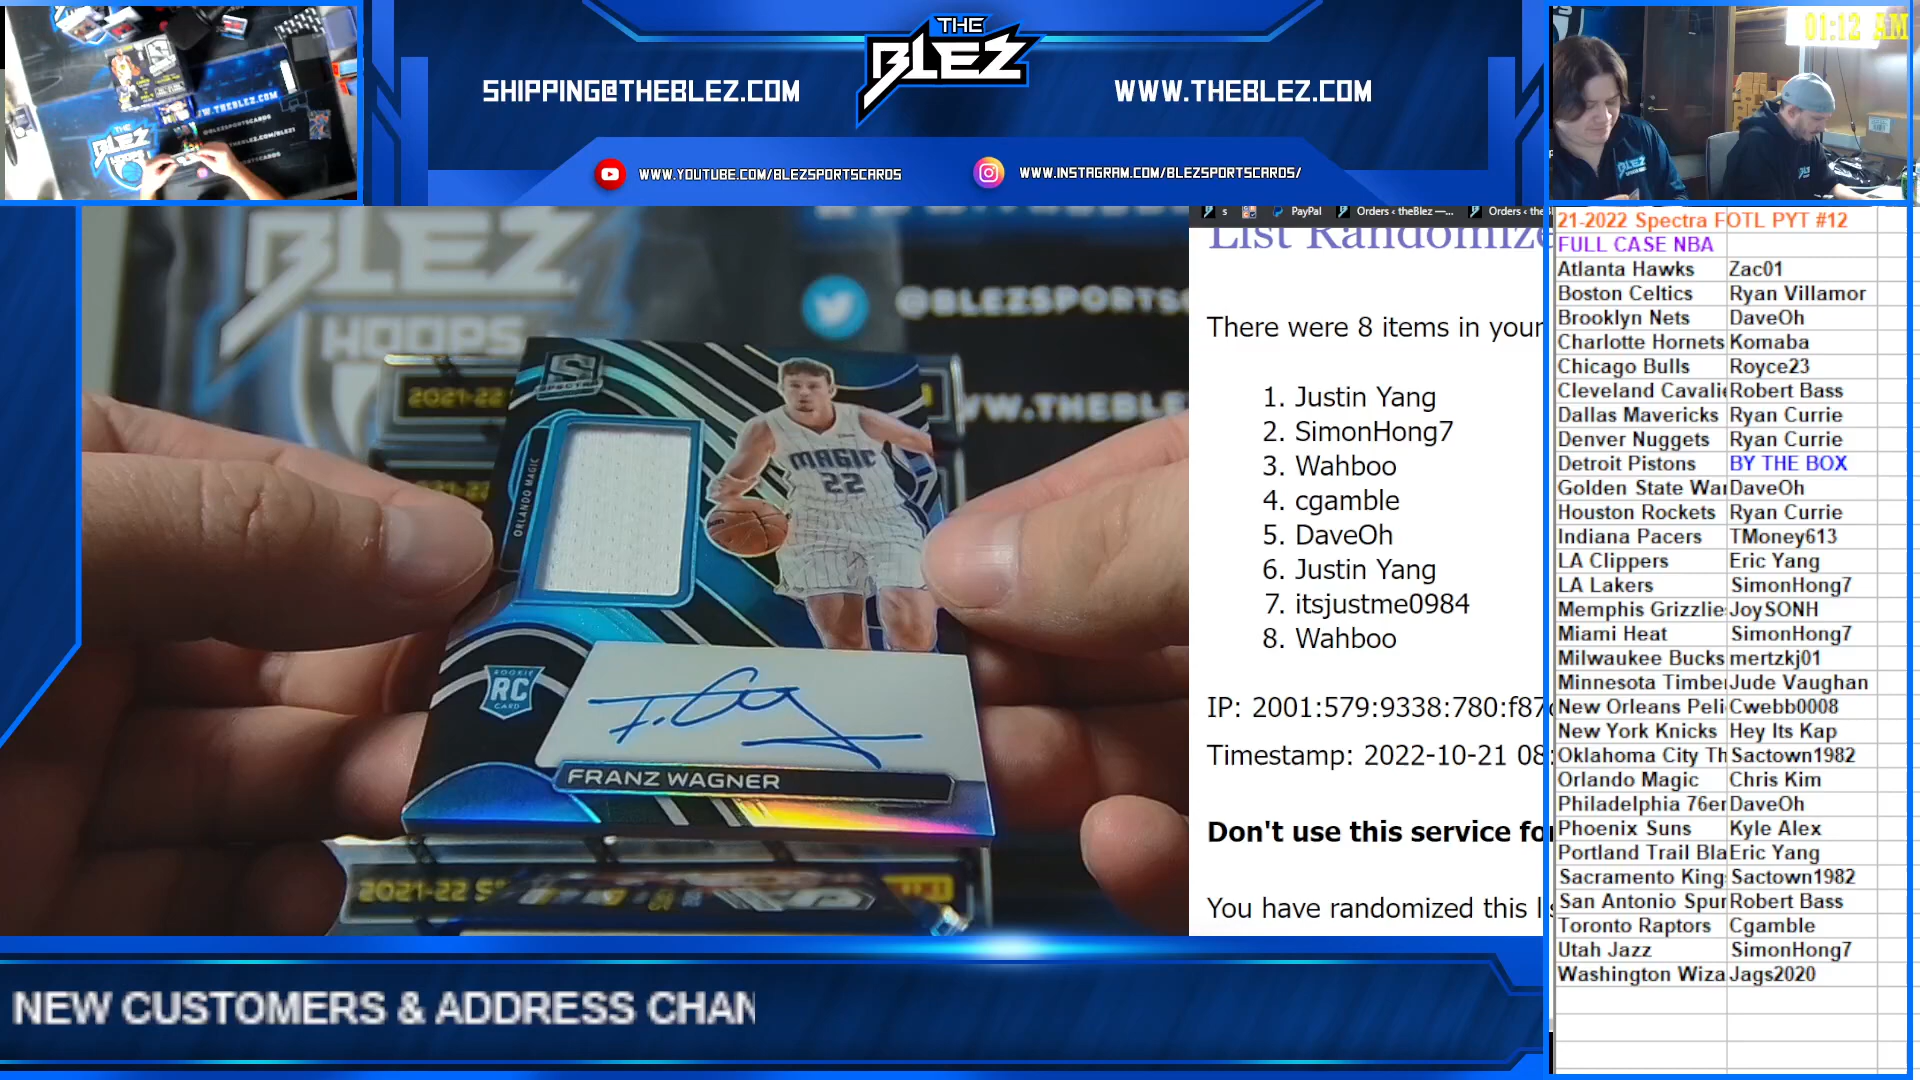 THE
BLEZ
SHIPPING@THEBLEZ.COM
WWW.THEBLEZ.COM
WWW.YOUTUBE.COM/BLEZSPORTSCARDS
WWW.INSTAGRAM.COM/BLEZSPORTSCARDS/
01:12 AM
s
PayPal
Orders ‹ theBlez —...
Orders ‹ the
List Randomize
There were 8 items in your
1. Justin Yang
2. SimonHong7
3. Wahboo
4. cgamble
5. DaveOh
6. Justin Yang
7. itsjustme0984
8. Wahboo
IP: 2001:579:9338:780:f87
Timestamp: 2022-10-21 08:
Don't use this service fo
You have randomized this
21-2022 Spectra FOTL PYT #12
FULL CASE NBA
Atlanta Hawks Zac01
Boston Celtics Ryan Villamor
Brooklyn Nets DaveOh
Charlotte Hornets Komaba
Chicago Bulls Royce23
Cleveland Cavalie Robert Bass
Dallas Mavericks Ryan Currie
Denver Nuggets Ryan Currie
Detroit Pistons BY THE BOX
Golden State Wa DaveOh
Houston Rockets Ryan Currie
Indiana Pacers TMoney613
LA Clippers Eric Yang
LA Lakers SimonHong7
Memphis Grizzlie JoySONH
Miami Heat SimonHong7
Milwaukee Bucks mertzkj01
Minnesota Timbe Jude Vaughan
New Orleans Peli Cwebb0008
New York Knicks Hey Its Kap
Oklahoma City Th Sactown1982
Orlando Magic Chris Kim
Philadelphia 76er DaveOh
Phoenix Suns Kyle Alex
Portland Trail Bla Eric Yang
Sacramento King Sactown1982
San Antonio Spur Robert Bass
Toronto Raptors Cgamble
Utah Jazz SimonHong7
Washington Wiza Jags2020
BLEZ
HOOPS
@BLEZSPORTS
WW.THEBLE
2021-22
SPECTRA
ORLANDO MAGIC
MAGIC
22
ROOKIE
RC
CARD
FRANZ WAGNER
2021-22 S
NEW CUSTOMERS & ADDRESS CHAN